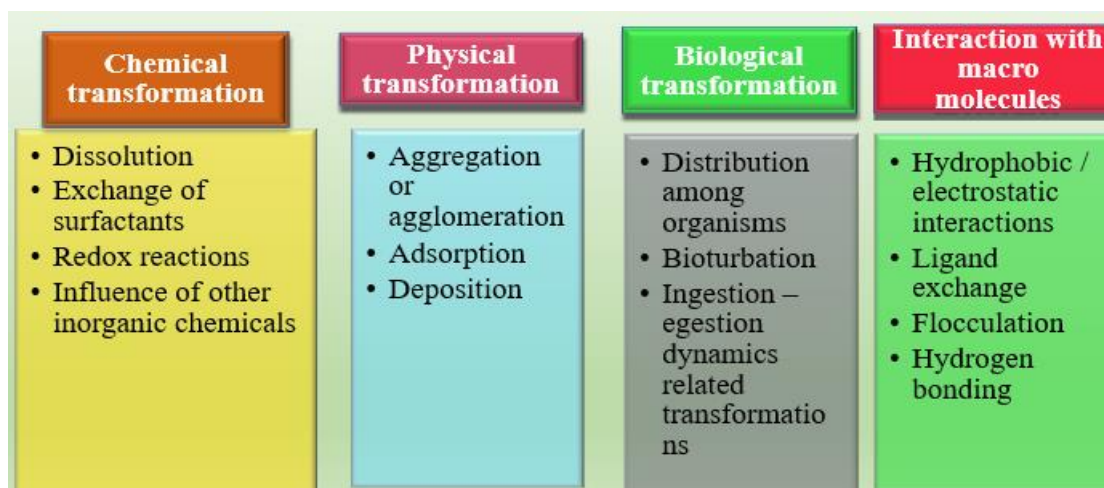 Chemical
transformation
• Dissolution
• Exchange of
surfactants
• Redox reactions
• Influence of other
inorganic chemicals
Physical
transformation
• Aggregation
or
agglomeration
• Adsorption
• Deposition
Biological
transformation
• Distribution
among
organisms
• Bioturbation
• Ingestion –
egestion
dynamics
related
transformatio
ns
Interaction with
macro
molecules
• Hydrophobic /
electrostatic
interactions
• Ligand
exchange
• Flocculation
• Hydrogen
bonding